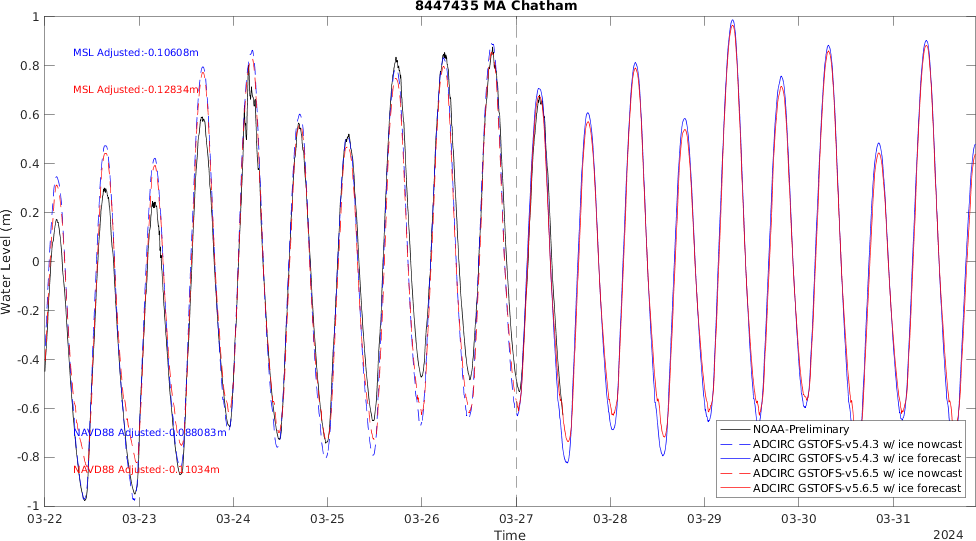 8447435 MA Chatham
1
0.8
0.6
0.4
0.2
0
-0.2
-0.4
-0.6
-0.8
-1
Water Level (m)
MSL Adjusted:-0.10608m
MSL Adjusted:-0.12834m
NAVD88 Adjusted:-0.088083m
NAVD88 Adjusted:-0.11034m
NOAA-Preliminary
ADCIRC GSTOFS-v5.4.3 w/ ice nowcast
ADCIRC GSTOFS-v5.4.3 w/ ice forecast
ADCIRC GSTOFS-v5.6.5 w/ ice nowcast
ADCIRC GSTOFS-v5.6.5 w/ ice forecast
03-22 03-23 03-24 03-25 03-26 03-27 03-28 03-29 03-30 03-31
Time
2024